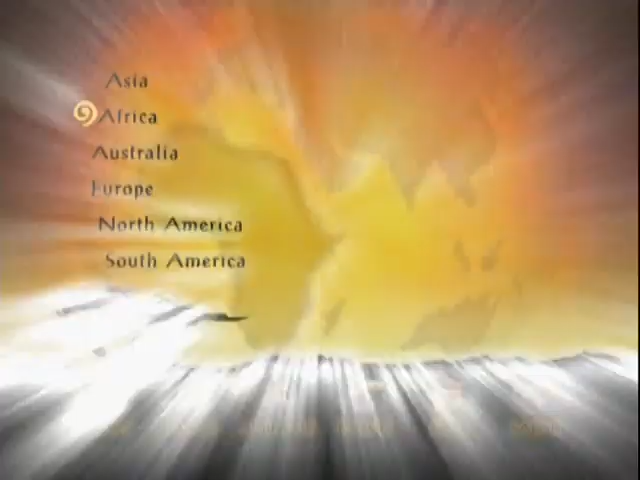 Asia
Africa
Australia
Europe
North America
South America